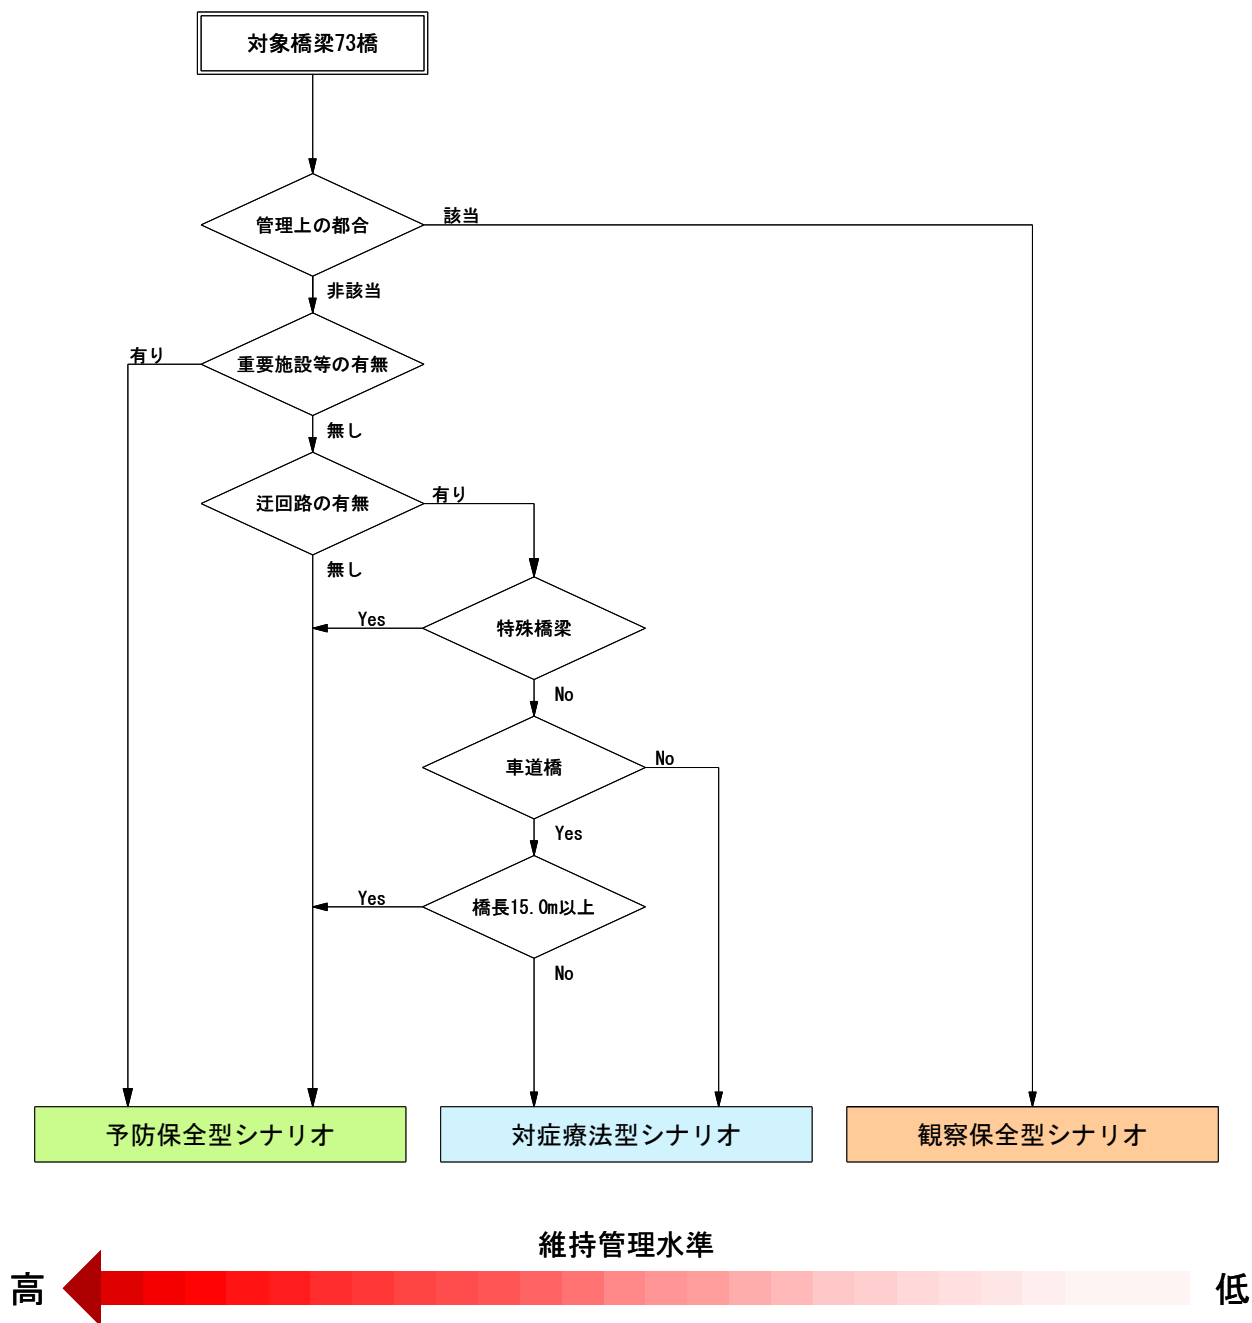 対象橋梁73橋
管理上の都合
該当
非該当
有り
重要施設等の有無
無し
迂回路の有無
有り
無し
Yes
特殊橋梁
No
車道橋
No
Yes
Yes
橋長15.0m以上
No
予防保全型シナリオ
対症療法型シナリオ
観察保全型シナリオ
維持管理水準
高
低